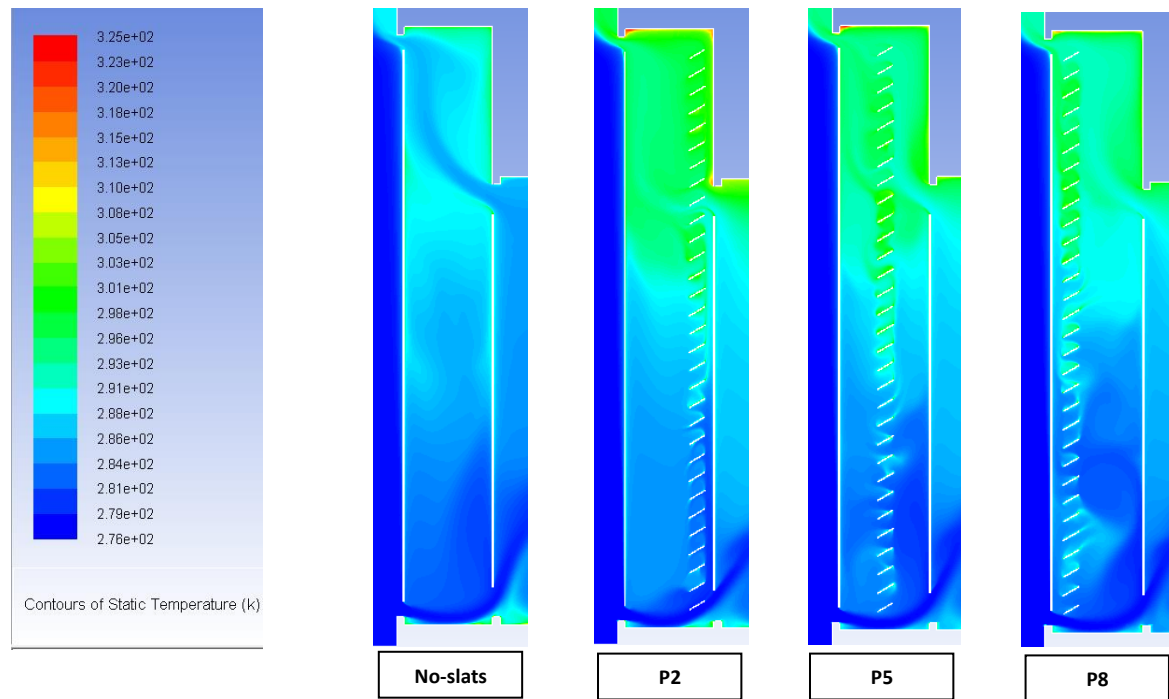 3.25e+02
3.23e+02
3.20e+02
3.18e+02
3.15e+02
3.13e+02
3.10e+02
3.08e+02
3.05e+02
3.03e+02
3.01e+02
2.98e+02
2.96e+02
2.93e+02
2.91e+02
2.88e+02
2.86e+02
2.84e+02
2.81e+02
2.79e+02
2.76e+02
Contours of Static Temperature (k)
No-slats
P2
P5
P8